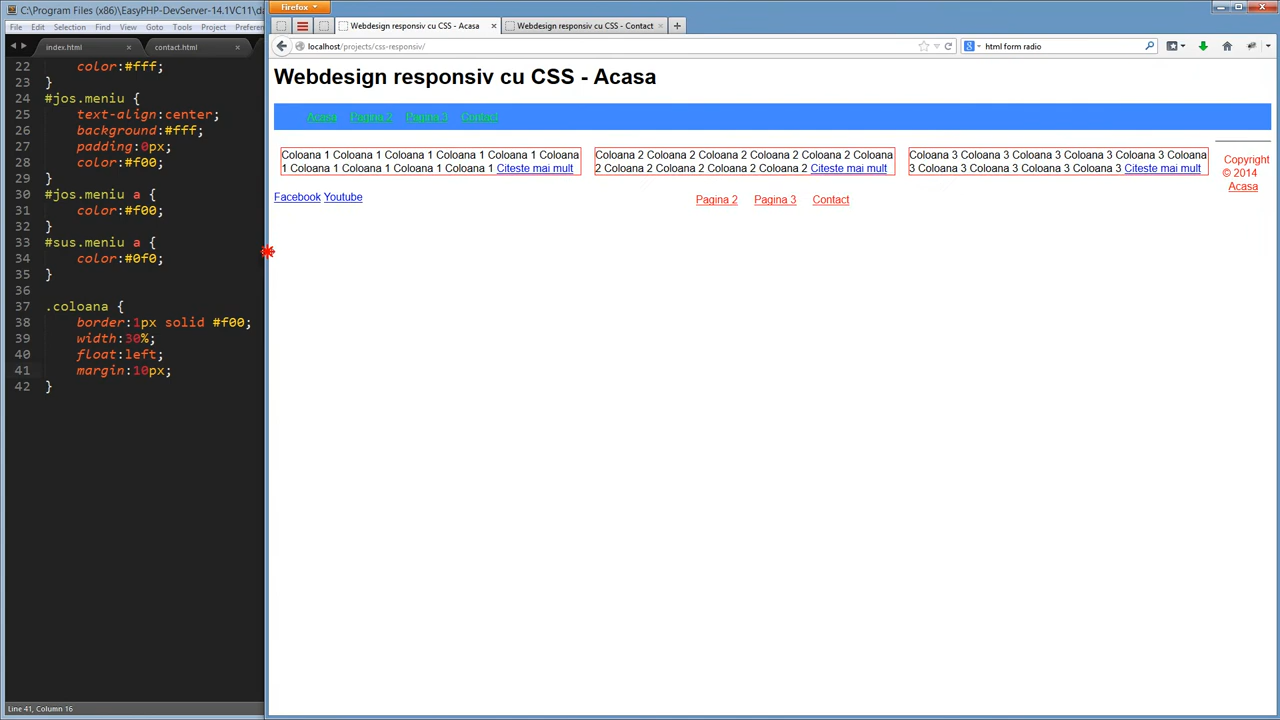 C:\Program Files (x86)\EasyPHP-DevServer-14.1VC11\da
File Edit Selection Find View Goto Tools Project Preferen
index.html × contact.html ×
22 color:#fff;
23 }
24 #jos.meniu {
25 text-align:center;
26 background:#fff;
27 padding:0px;
28 color:#f00;
29 }
30 #jos.meniu a {
31 color:#f00;
32 }
33 #sus.meniu a {
34 color:#0f0;
35 }
36
37 .coloana {
38 border:1px solid #f00;
39 width:30%;
40 float:left;
41 margin:10px;
42 }
Line 41, Column 16
Firefox
Webdesign responsiv cu CSS - Acasa × Webdesign responsiv cu CSS - Contact × +
localhost/projects/css-responsiv/ html form radio
Webdesign responsiv cu CSS - Acasa
Acasa Pagina 2 Pagina 3 Contact
Coloana 1 Coloana 1 Coloana 1 Coloana 1 Coloana 1 Coloana
1 Coloana 1 Coloana 1 Coloana 1 Coloana 1 Citeste mai mult
Coloana 2 Coloana 2 Coloana 2 Coloana 2 Coloana 2 Coloana
2 Coloana 2 Coloana 2 Coloana 2 Coloana 2 Citeste mai mult
Coloana 3 Coloana 3 Coloana 3 Coloana 3 Coloana 3 Coloana
3 Coloana 3 Coloana 3 Coloana 3 Coloana 3 Citeste mai mult
Copyright
© 2014
Acasa
Facebook Youtube
Pagina 2 Pagina 3 Contact